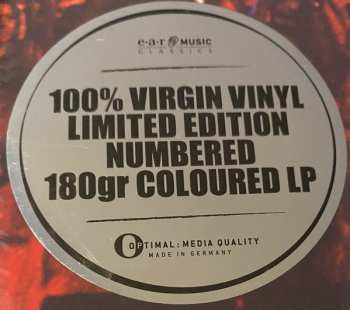 e·a·r MUSIC
CLASSICS
100% VIRGIN VINYL
LIMITED EDITION
NUMBERED
180gr COLOURED LP
OPTIMAL: MEDIA QUALITY
MADE IN GERMANY